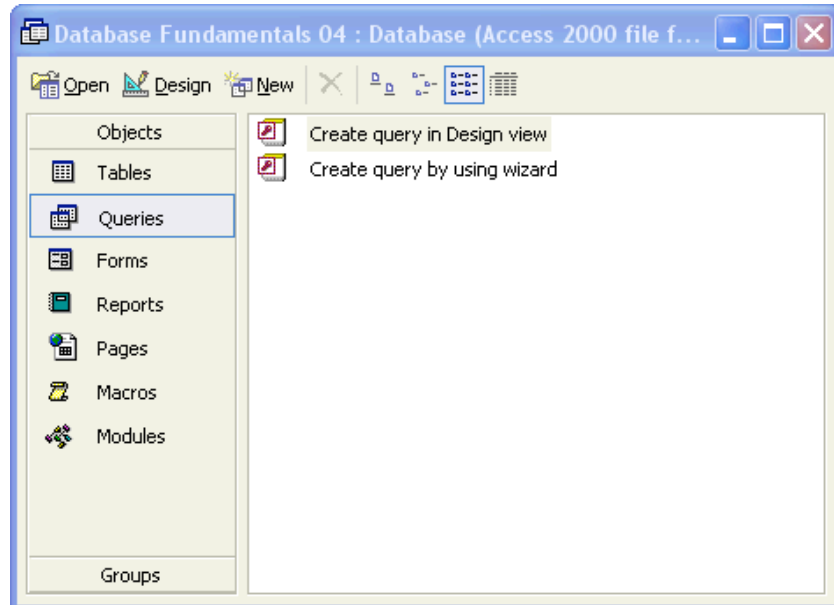 Database Fundamentals 04 : Database (Access 2000 file f...
Open Design New
Objects
Tables
Queries
Forms
Reports
Pages
Macros
Modules
Groups
Create query in Design view
Create query by using wizard